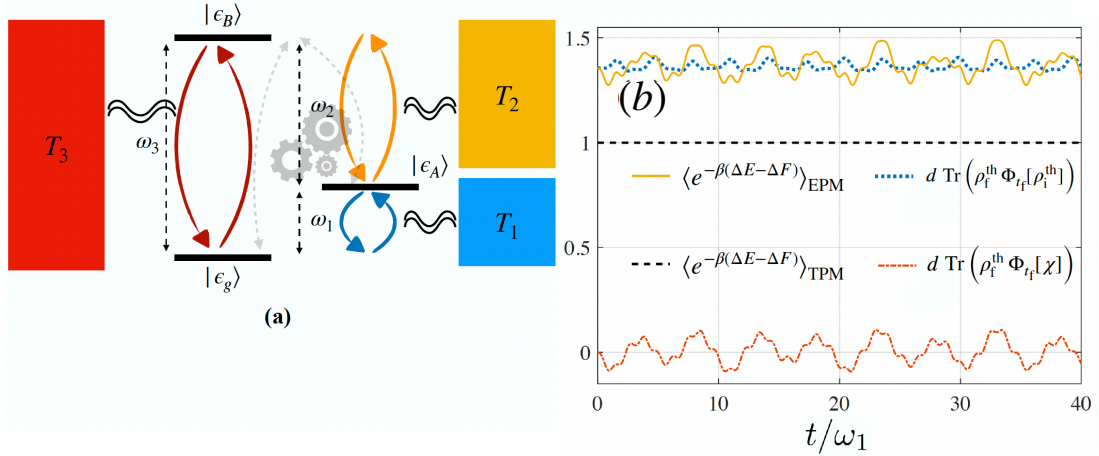 |ϵ_B⟩
T_3
ω_3
ω_2
T_2
|ϵ_A⟩
ω_1
T_1
|ϵ_g⟩
(a)
1.5
(b)
1
⟨e^{−β(ΔE−ΔF)}⟩_EPM
d Tr(ρ_f^th Φ_{t_f}[ρ_i^th])
0.5
⟨e^{−β(ΔE−ΔF)}⟩_TPM
d Tr(ρ_f^th Φ_{t_f}[χ])
0
0 10 20 30 40
t/ω_1